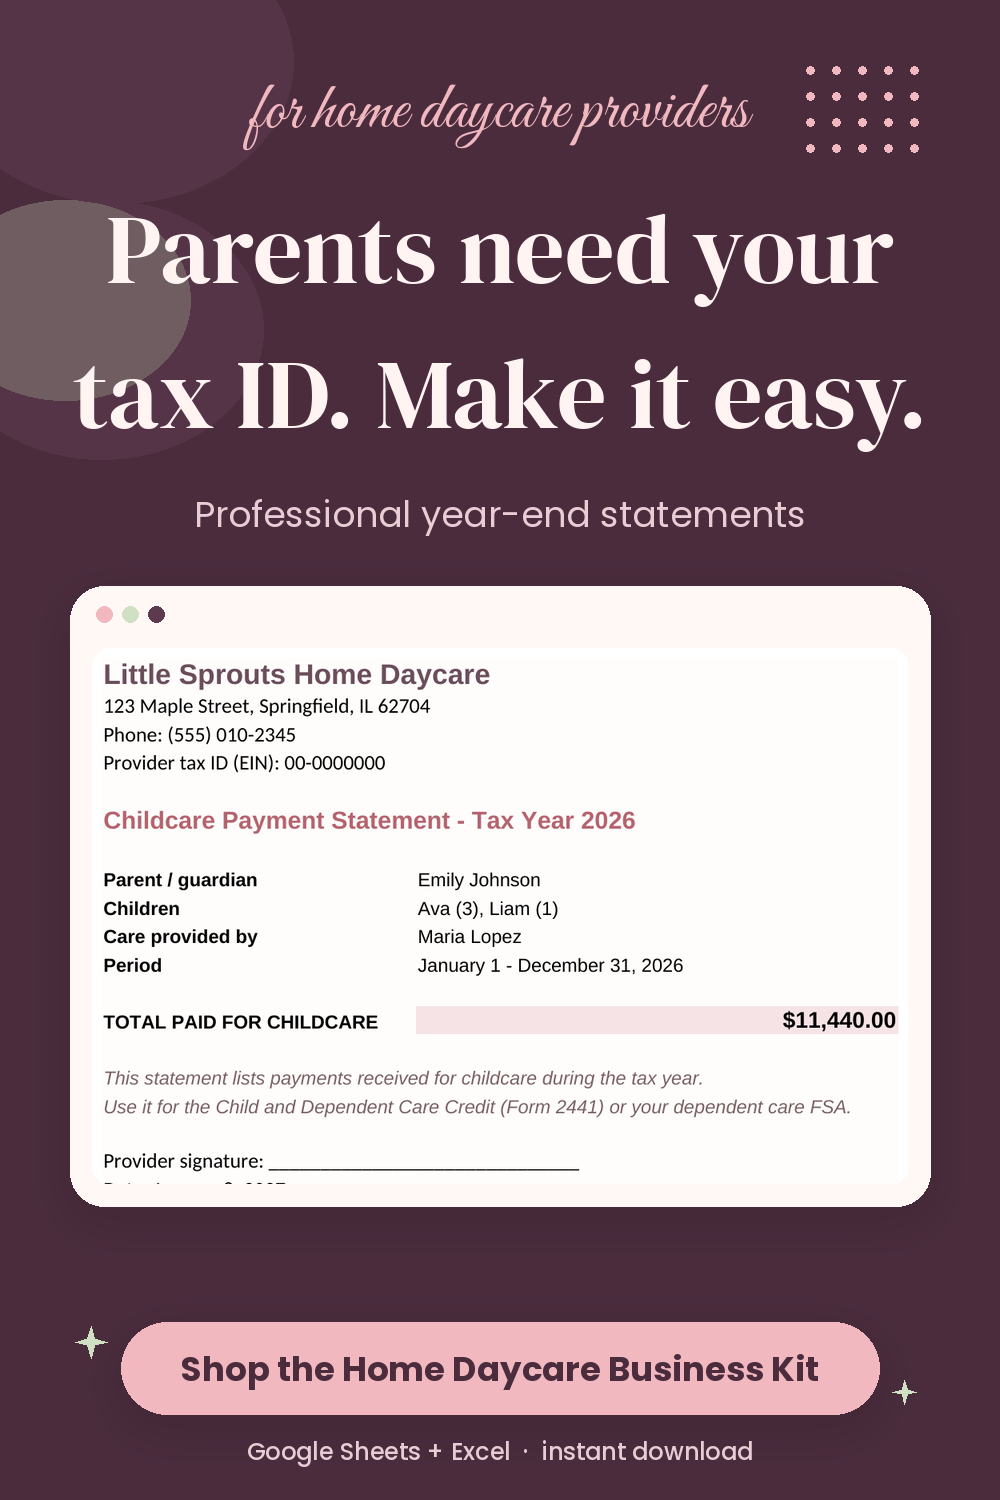 for home daycare providers
Parents need your
tax ID. Make it easy.
Professional year-end statements
Little Sprouts Home Daycare
123 Maple Street, Springfield, IL 62704
Phone: (555) 010-2345
Provider tax ID (EIN): 00-0000000
Childcare Payment Statement - Tax Year 2026
Parent / guardian Emily Johnson
Children Ava (3), Liam (1)
Care provided by Maria Lopez
Period January 1 - December 31, 2026
TOTAL PAID FOR CHILDCARE $11,440.00
This statement lists payments received for childcare during the tax year.
Use it for the Child and Dependent Care Credit (Form 2441) or your dependent care FSA.
Provider signature: ______________________________
Shop the Home Daycare Business Kit
Google Sheets + Excel · instant download